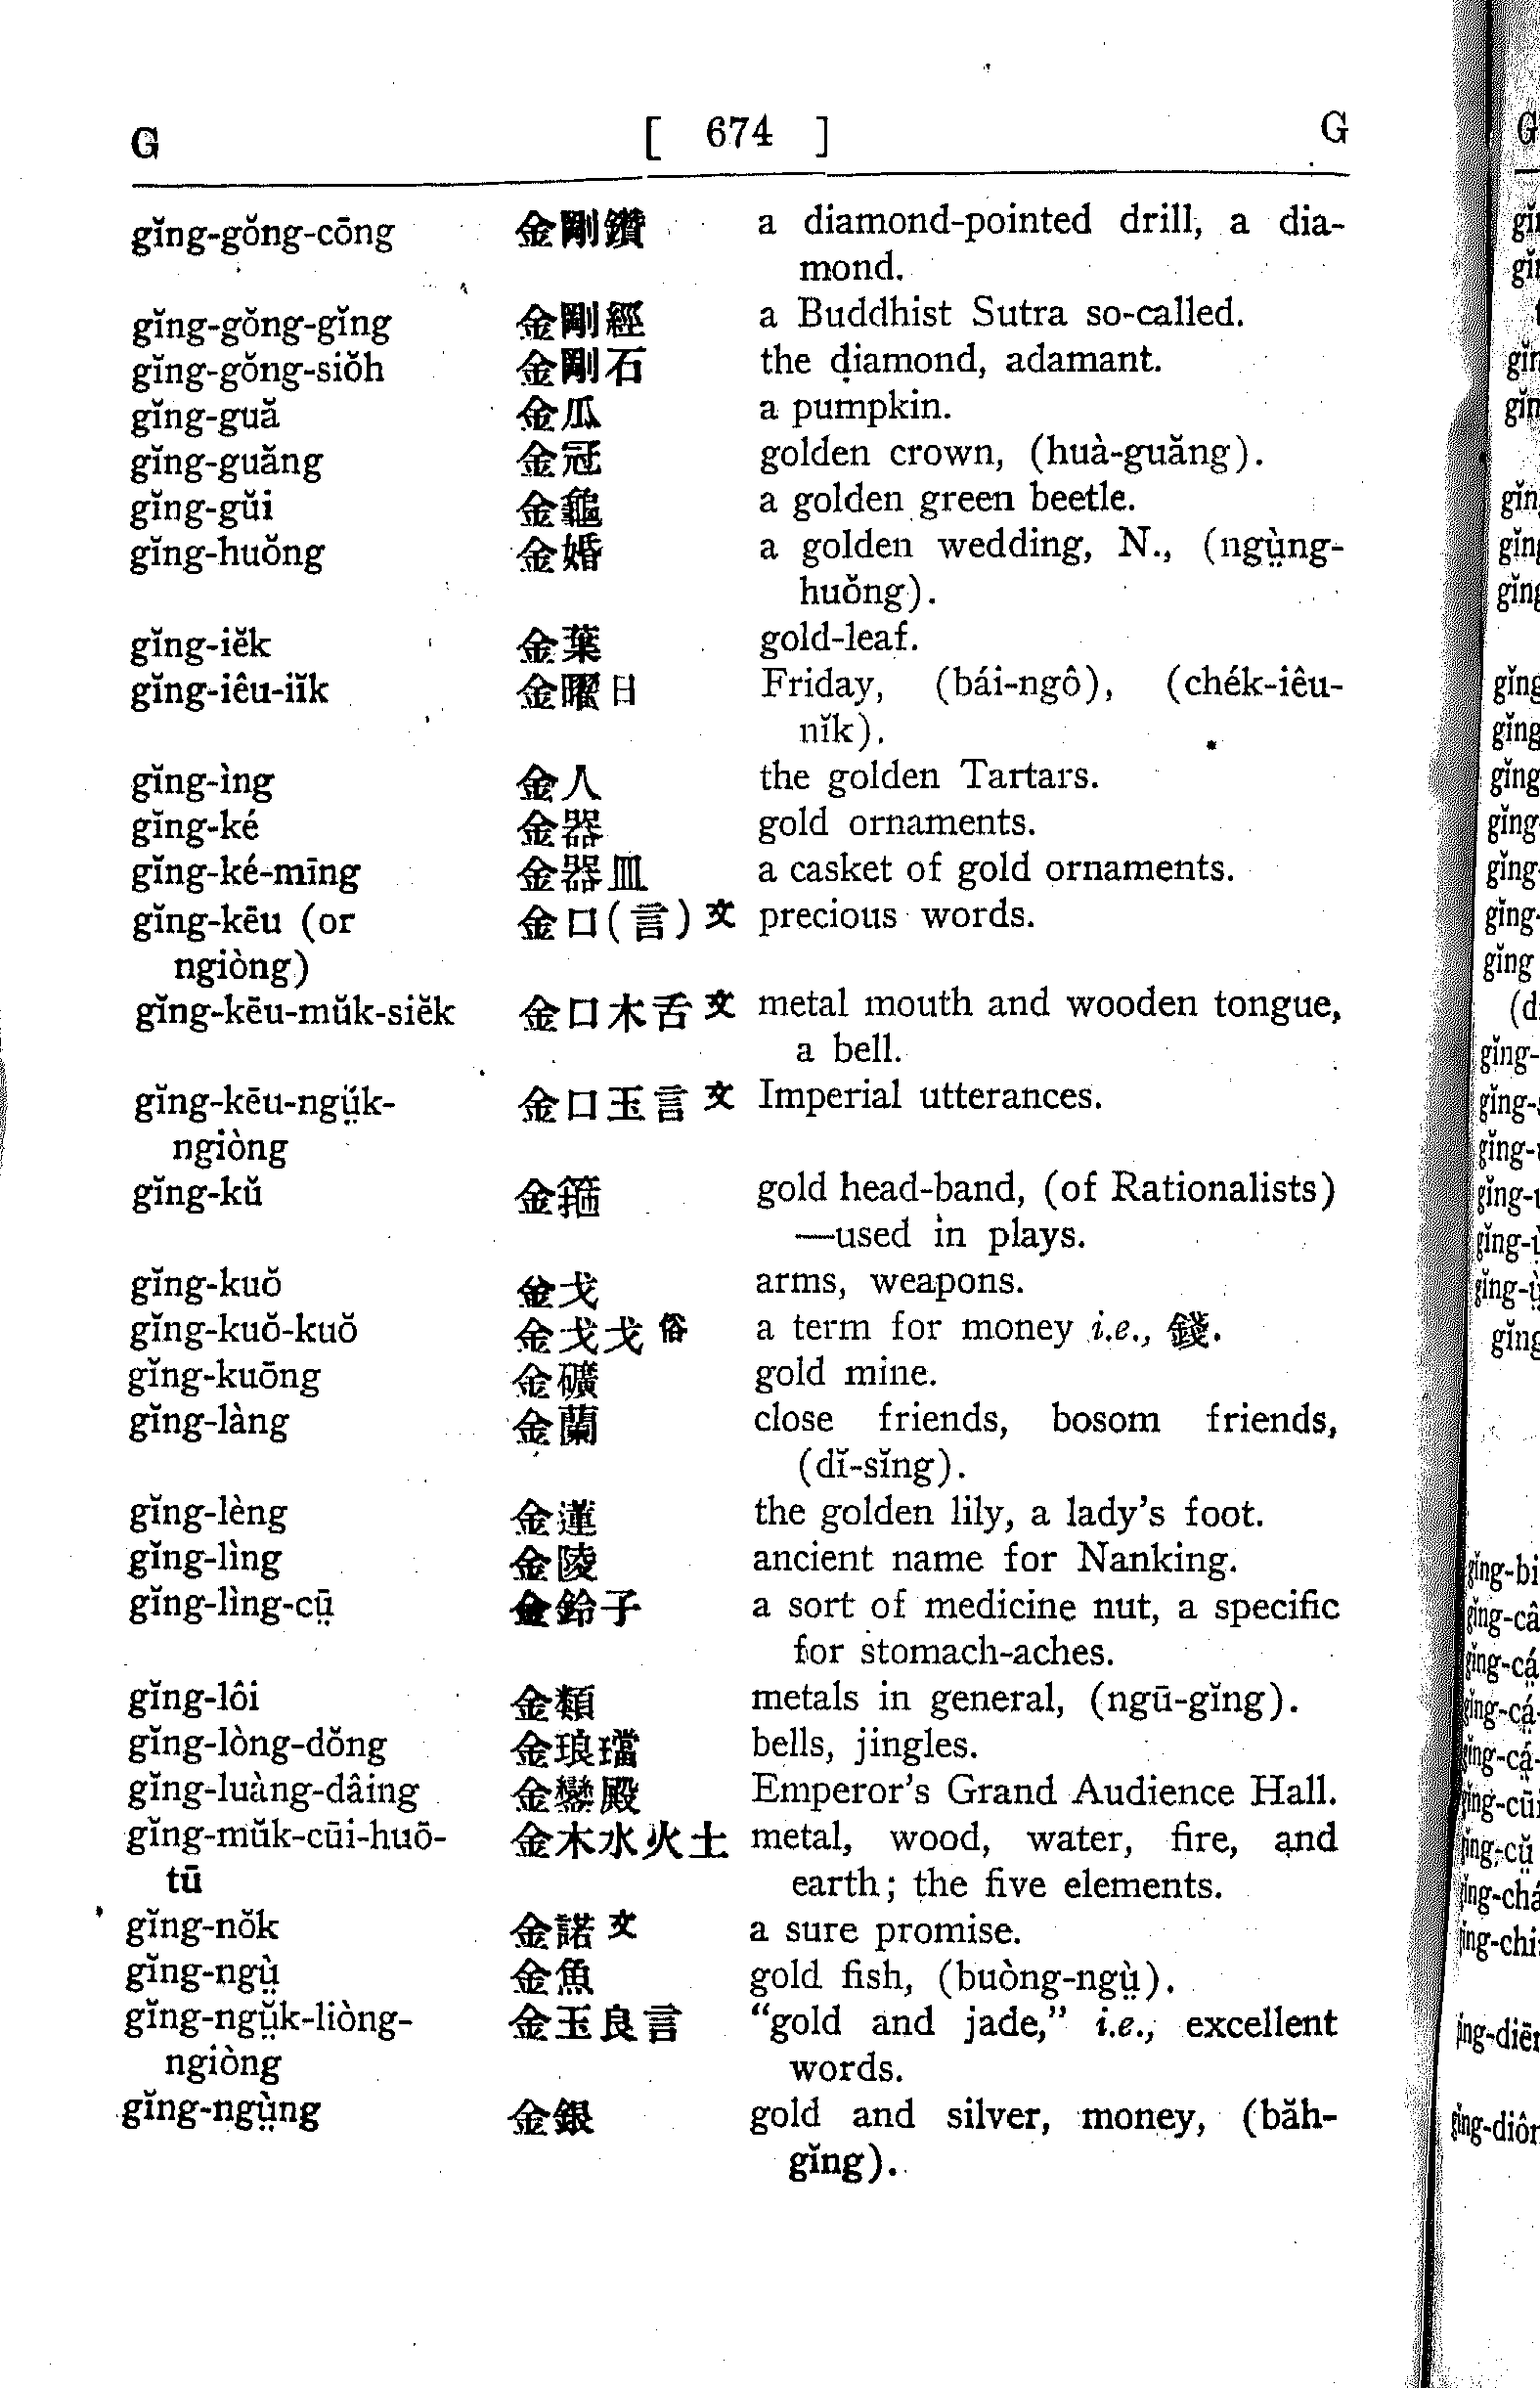 G [ 674 ] G
gĭng-gŏng-cōng 金剛鑽 a diamond-pointed drill, a dia-
mond.
gĭng-gŏng-gĭng 金剛經 a Buddhist Sutra so-called.
gĭng-gŏng-siŏh 金剛石 the diamond, adamant.
gĭng-guă 金瓜 a pumpkin.
gĭng-guăng 金冠 golden crown, (huà-guăng).
gĭng-gŭi 金龜 a golden green beetle.
gĭng-huŏng 金婚 a golden wedding, N., (ngṳ̀ng-
huŏng).
gĭng-iĕk 金葉 gold-leaf.
gĭng-iêu-iĭk 金曜日 Friday, (bái-ngô), (chék-iêu-
nĭk).
gĭng-ìng 金人 the golden Tartars.
gĭng-ké 金器 gold ornaments.
gĭng-ké-mīng 金器皿 a casket of gold ornaments.
gĭng-kēu (or 金口(言) 文 precious words.
ngiòng)
gĭng-kēu-mŭk-siĕk 金口木舌 文 metal mouth and wooden tongue,
a bell.
gĭng-kēu-ngṳ̆k- 金口玉言 文 Imperial utterances.
ngiòng
gĭng-kŭ 金箍 gold head-band, (of Rationalists)
—used in plays.
gĭng-kuŏ 金戈 arms, weapons.
gĭng-kuŏ-kuŏ 金戈戈 俗 a term for money i.e., 錢.
gĭng-kuōng 金礦 gold mine.
gĭng-làng 金蘭 close friends, bosom friends,
(dĭ-sĭng).
gĭng-lèng 金蓮 the golden lily, a lady's foot.
gĭng-lìng 金陵 ancient name for Nanking.
gĭng-lìng-cṳ̄ 金鈴子 a sort of medicine nut, a specific
for stomach-aches.
gĭng-lôi 金類 metals in general, (ngū-gĭng).
gĭng-lòng-dŏng 金琅璫 bells, jingles.
gĭng-luàng-dâing 金鑾殿 Emperor's Grand Audience Hall.
gĭng-mŭk-cūi-huō- 金木水火土 metal, wood, water, fire, and
tū earth; the five elements.
gĭng-nŏk 金諾 文 a sure promise.
gĭng-ngṳ̀ 金魚 gold fish, (buòng-ngṳ̀).
gĭng-ngṳ̆k-liòng- 金玉良言 "gold and jade," i.e., excellent
ngiòng words.
gĭng-ngṳ̀ng 金銀 gold and silver, money, (băh-
gĭng).